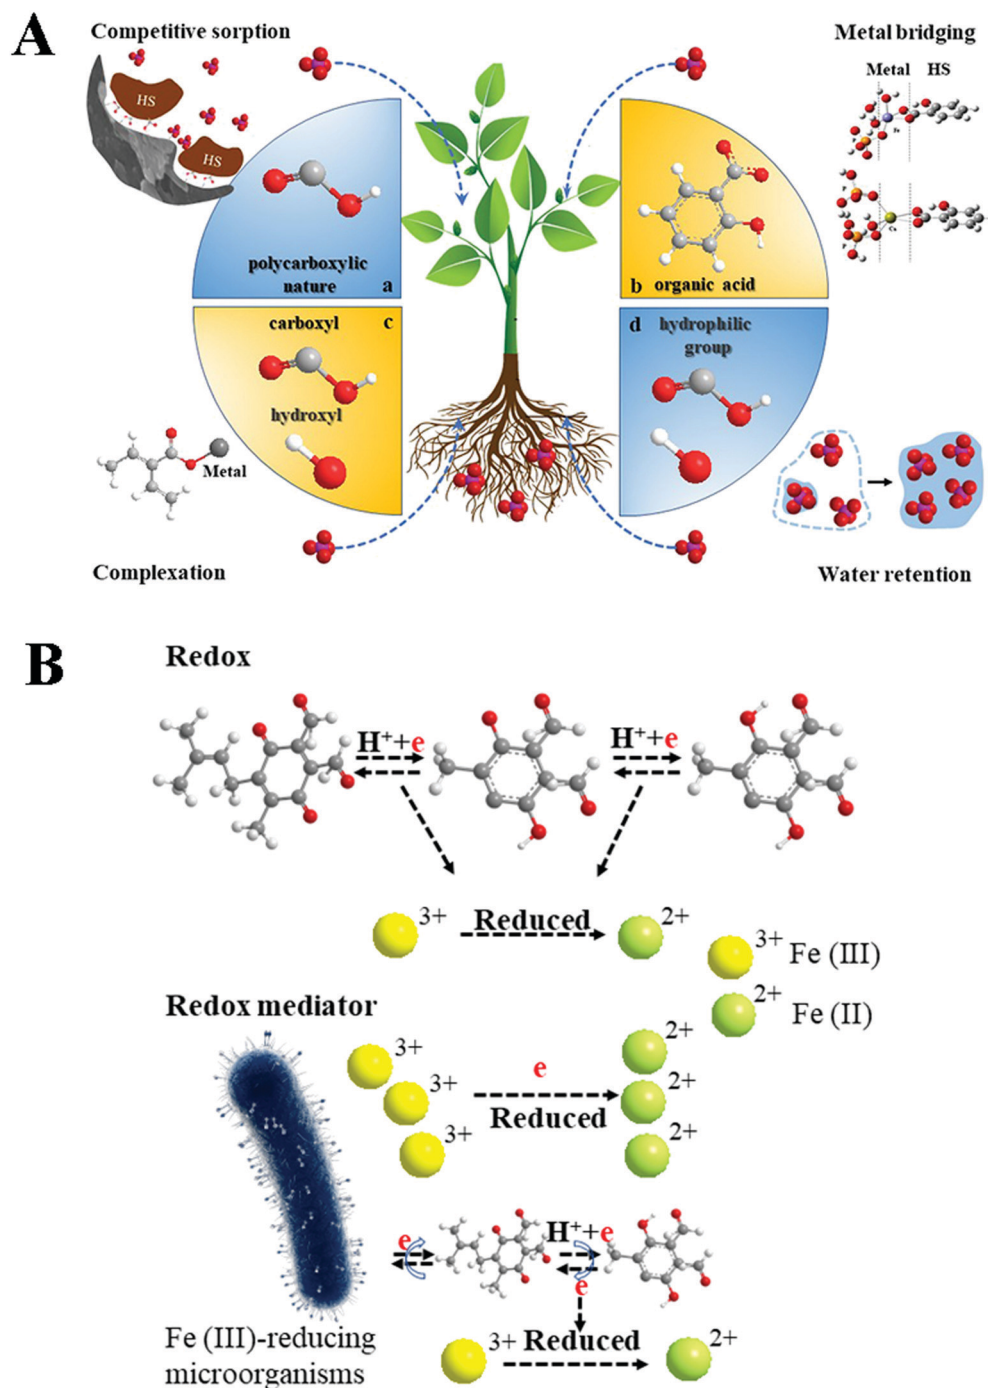 A
Competitive sorption
HS
HS
polycarboxylic
nature
a
b
organic acid
Metal bridging
Metal
HS
Fe
P
Ca
P
carboxyl
c
hydroxyl
d
hydrophilic
group
Metal
Complexation
Water retention
B
Redox
H⁺+e
H⁺+e
3+
Reduced
2+
3+
Fe (III)
2+
Fe (II)
Redox mediator
3+
3+
3+
e
Reduced
2+
2+
2+
e
H⁺+e
e
Fe (III)-reducing
microorganisms
3+
Reduced
2+